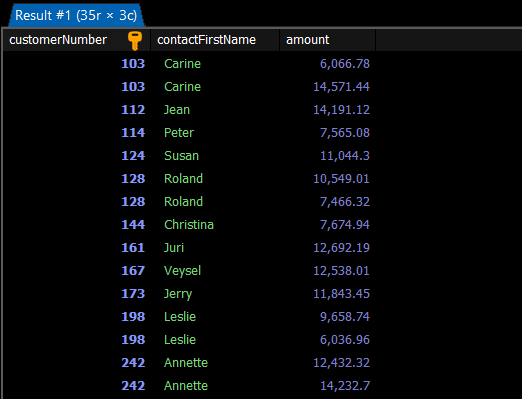 Result #1 (35r × 3c)
customerNumber contactFirstName amount
103 Carine 6,066.78
103 Carine 14,571.44
112 Jean 14,191.12
114 Peter 7,565.08
124 Susan 11,044.3
128 Roland 10,549.01
128 Roland 7,466.32
144 Christina 7,674.94
161 Juri 12,692.19
167 Veysel 12,538.01
173 Jerry 11,843.45
198 Leslie 9,658.74
198 Leslie 6,036.96
242 Annette 12,432.32
242 Annette 14,232.7